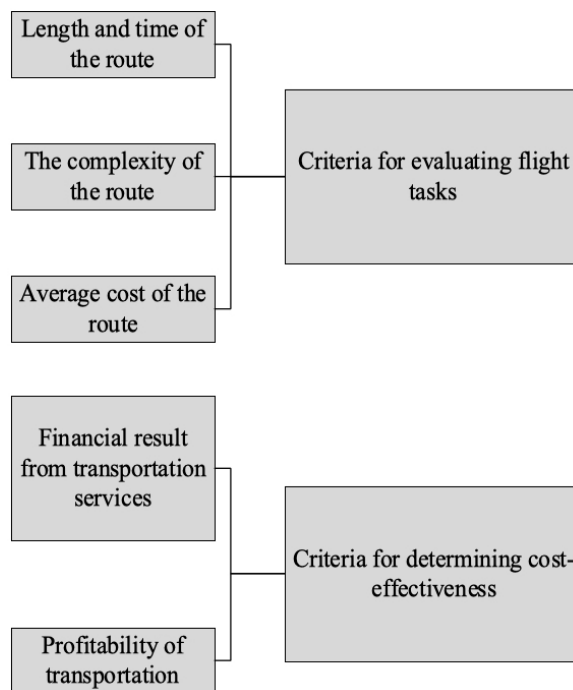 Length and time of
the route
The complexity of
the route
Average cost of the
route
Criteria for evaluating flight
tasks
Financial result
from transportation
services
Profitability of
transportation
Criteria for determining cost-
effectiveness